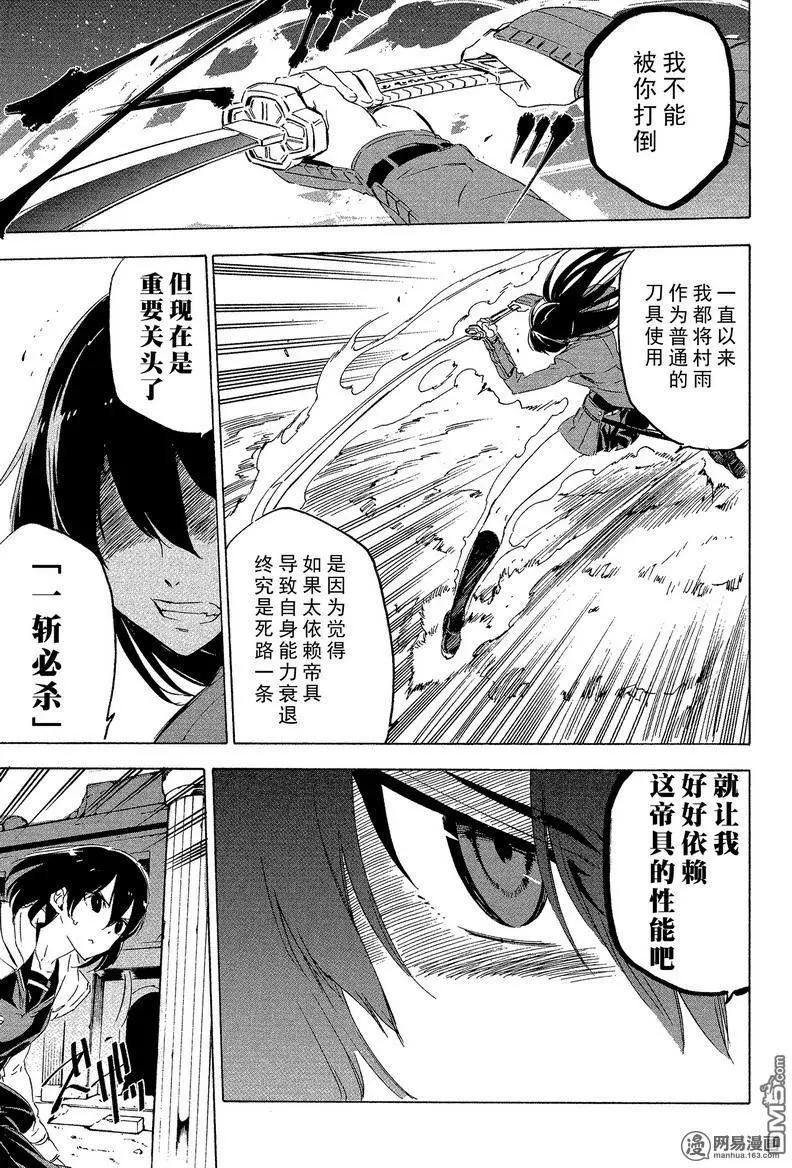 我不能
被你打倒
一直以来
我都将村雨
作为普通的
刀具使用
是因为觉得
如果太依赖帝具
导致自身能力衰退
终究是死路一条
但现在是
重要关头了
「一斩必杀」
就让我
好好依赖
这帝具的性能吧
网易漫画
manhua.163.com